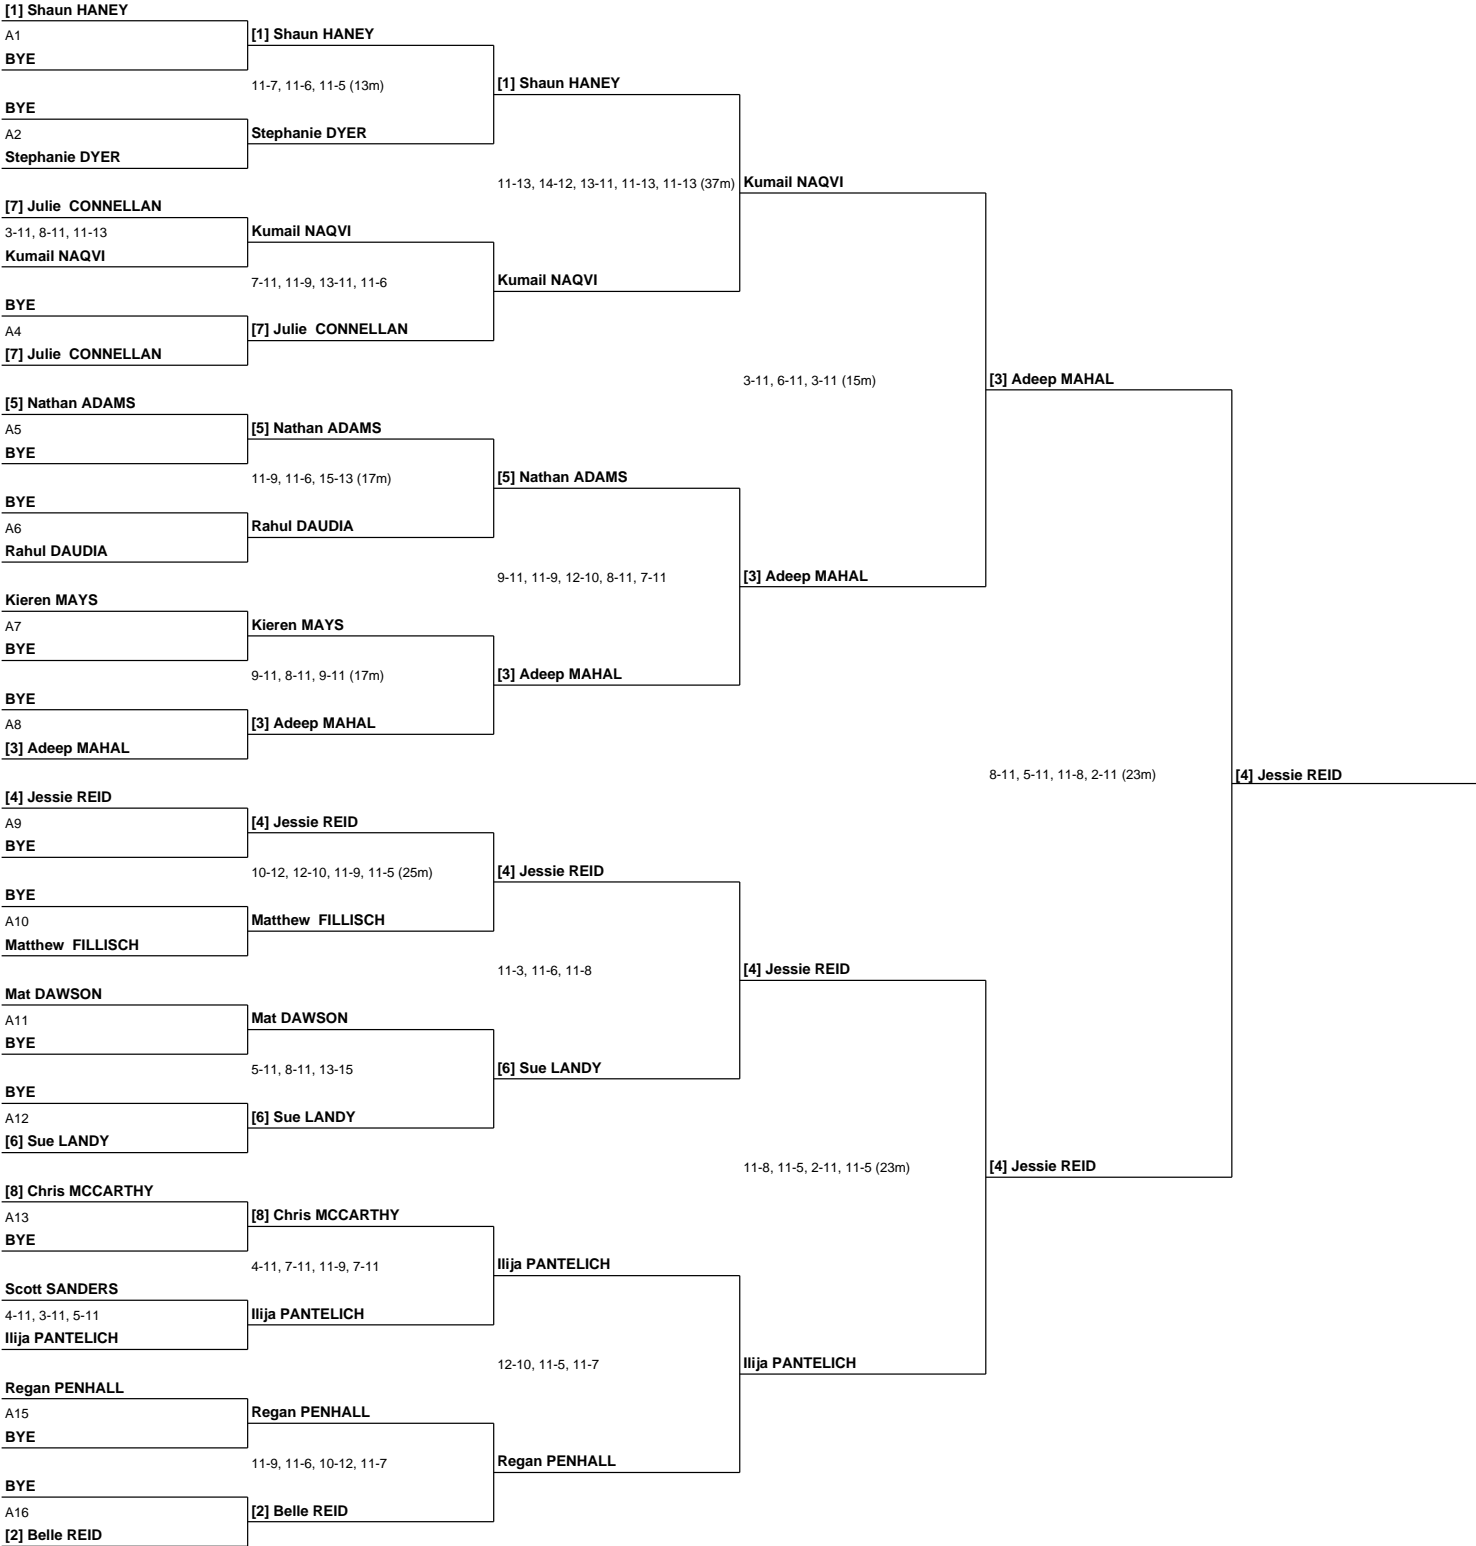 [1] Shaun HANEY
A1
BYE
BYE
A2
Stephanie DYER
[7] Julie  CONNELLAN
3-11, 8-11, 11-13
Kumail NAQVI
BYE
A4
[7] Julie  CONNELLAN
[5] Nathan ADAMS
A5
BYE
BYE
A6
Rahul DAUDIA
Kieren MAYS
A7
BYE
BYE
A8
[3] Adeep MAHAL
[4] Jessie REID
A9
BYE
BYE
A10
Matthew  FILLISCH
Mat DAWSON
A11
BYE
BYE
A12
[6] Sue LANDY
[8] Chris MCCARTHY
A13
BYE
Scott SANDERS
4-11, 3-11, 5-11
Ilija PANTELICH
Regan PENHALL
A15
BYE
BYE
A16
[2] Belle REID
[1] Shaun HANEY
11-7, 11-6, 11-5 (13m)
Stephanie DYER
Kumail NAQVI
7-11, 11-9, 13-11, 11-6
[7] Julie  CONNELLAN
[5] Nathan ADAMS
11-9, 11-6, 15-13 (17m)
Rahul DAUDIA
Kieren MAYS
9-11, 8-11, 9-11 (17m)
[3] Adeep MAHAL
[4] Jessie REID
10-12, 12-10, 11-9, 11-5 (25m)
Matthew  FILLISCH
Mat DAWSON
5-11, 8-11, 13-15
[6] Sue LANDY
[8] Chris MCCARTHY
4-11, 7-11, 11-9, 7-11
Ilija PANTELICH
Regan PENHALL
11-9, 11-6, 10-12, 11-7
[2] Belle REID
[1] Shaun HANEY
11-13, 14-12, 13-11, 11-13, 11-13 (37m)
Kumail NAQVI
[5] Nathan ADAMS
9-11, 11-9, 12-10, 8-11, 7-11
[3] Adeep MAHAL
[4] Jessie REID
11-3, 11-6, 11-8
[6] Sue LANDY
Ilija PANTELICH
12-10, 11-5, 11-7
Regan PENHALL
Kumail NAQVI
3-11, 6-11, 3-11 (15m)
[3] Adeep MAHAL
[4] Jessie REID
11-8, 11-5, 2-11, 11-5 (23m)
Ilija PANTELICH
[3] Adeep MAHAL
8-11, 5-11, 11-8, 2-11 (23m)
[4] Jessie REID
[4] Jessie REID